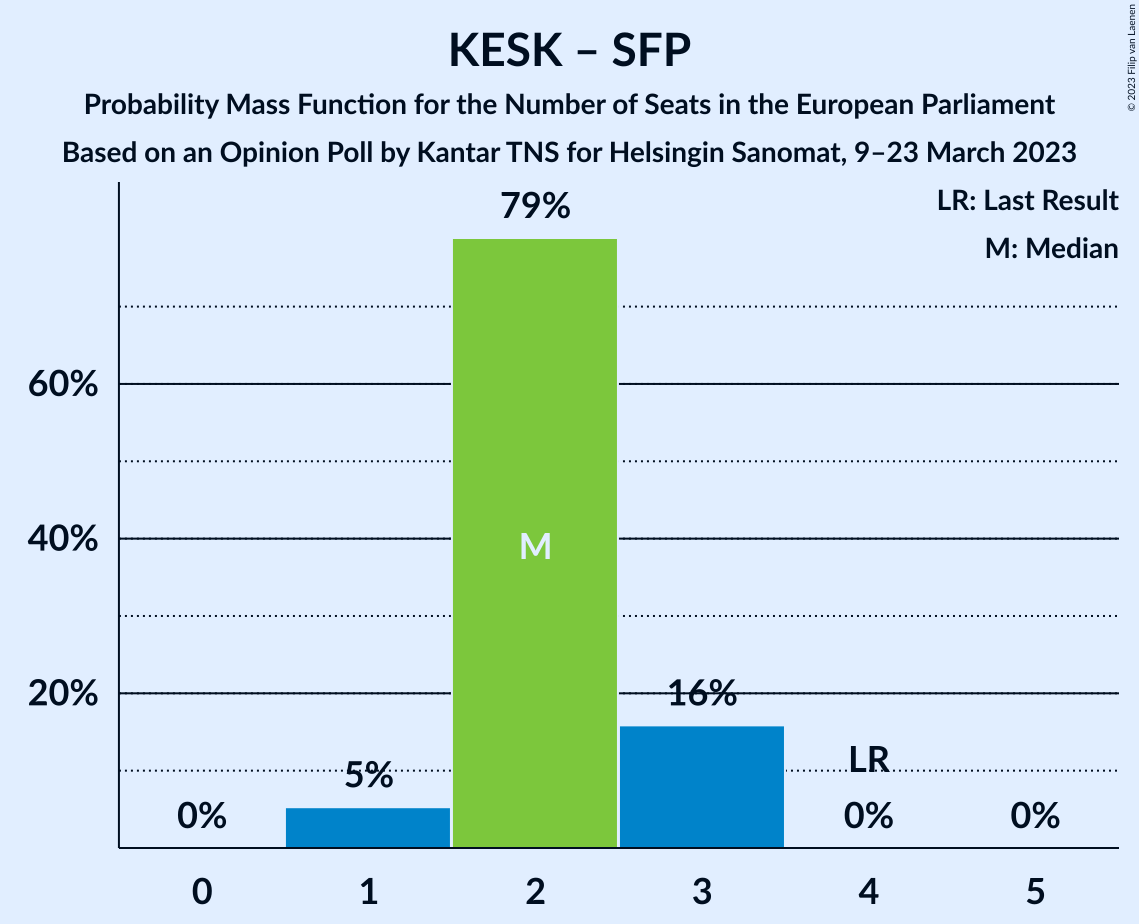 KESK – SFP
Probability Mass Function for the Number of Seats in the European Parliament
Based on an Opinion Poll by Kantar TNS for Helsingin Sanomat, 9–23 March 2023
© 2023 Filip van Laenen
LR: Last Result
M: Median
79%
60%
40%
M
20%
16%
LR
5%
0%
0%
0%
0
1
2
3
4
5